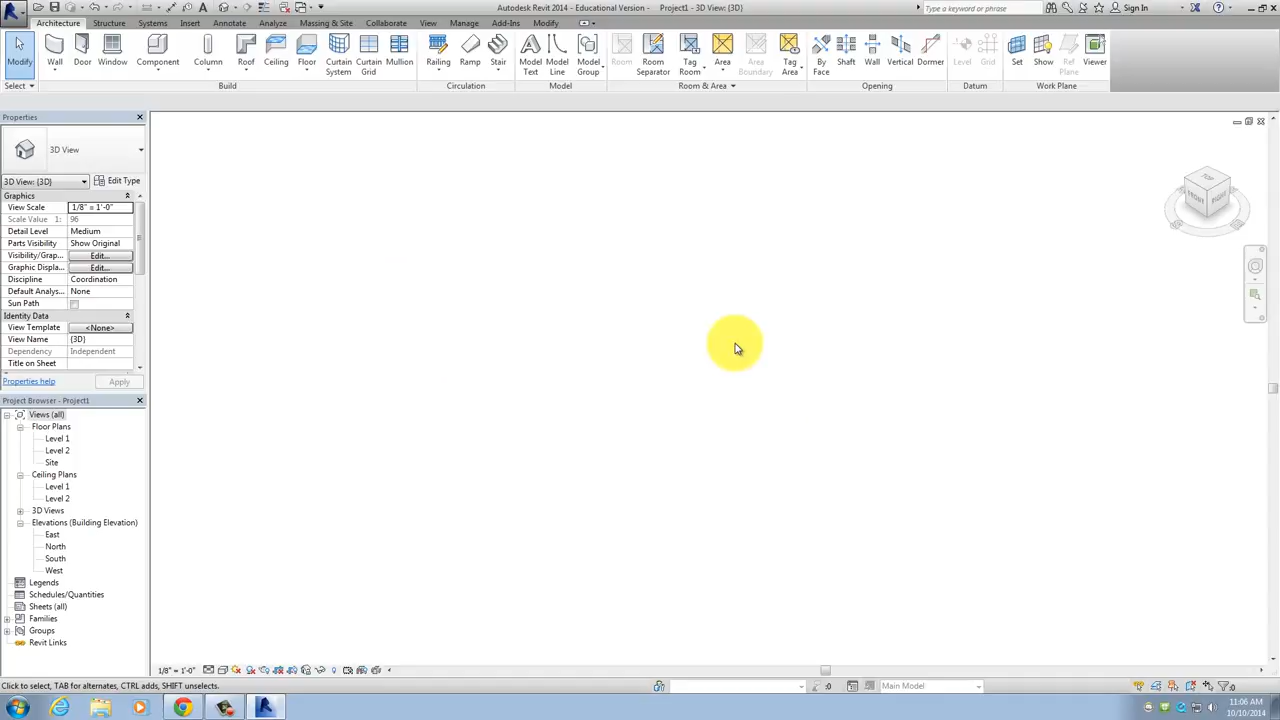 Autodesk Revit 2014 - Educational Version - Project1 - 3D View: {3D}
Type a keyword or phrase
Sign In
Architecture Structure Systems Insert Annotate Analyze Massing & Site Collaborate View Manage Add-Ins Modify
Modify Wall Door Window Component Column Roof Ceiling Floor Curtain System Curtain Grid Mullion Railing Ramp Stair Model Text Model Line Model Group Room Room Separator Tag Room Area Area Boundary Tag Area By Face Shaft Wall Vertical Dormer Level Grid Set Show Ref Plane Viewer
Select Build Circulation Model Room & Area Opening Datum Work Plane
Properties
3D View
3D View: {3D} Edit Type
Graphics
View Scale 1/8" = 1'-0"
Scale Value 1: 96
Detail Level Medium
Parts Visibility Show Original
Visibility/Grap... Edit...
Graphic Displa... Edit...
Discipline Coordination
Default Analys... None
Sun Path
Identity Data
View Template <None>
View Name {3D}
Dependency Independent
Title on Sheet
Properties help Apply
Project Browser - Project1
Views (all)
Floor Plans
Level 1
Level 2
Site
Ceiling Plans
Level 1
Level 2
3D Views
Elevations (Building Elevation)
East
North
South
West
Legends
Schedules/Quantities
Sheets (all)
Families
Groups
Revit Links
TOP
FRONT RIGHT
1/8" = 1'-0"
Click to select, TAB for alternates, CTRL adds, SHIFT unselects.
:0
Main Model
:0
11:06 AM
10/10/2014